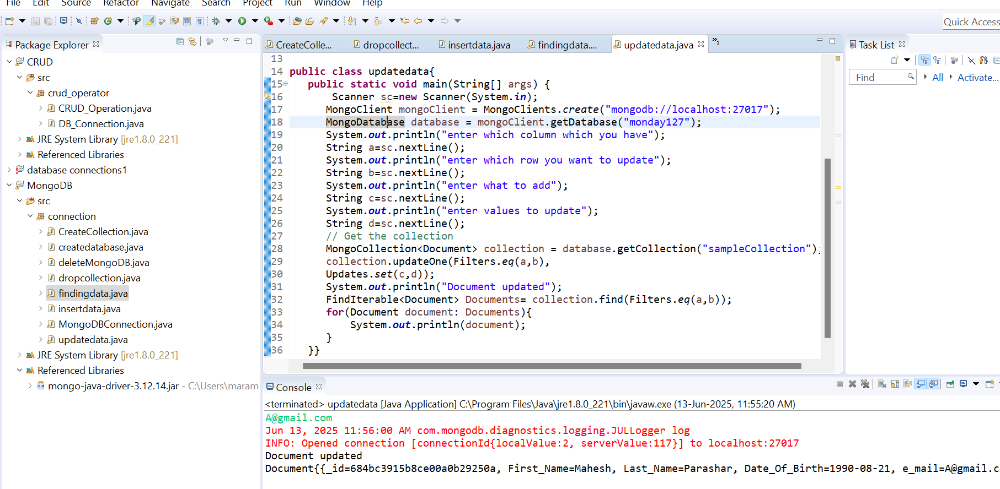 File Edit Source Refactor Navigate Search Project Run Window Help
Quick Access
Package Explorer
CRUD
src
crud_operator
CRUD_Operation.java
DB_Connection.java
JRE System Library [jre1.8.0_221]
Referenced Libraries
database connections1
MongoDB
src
connection
CreateCollection.java
createdatabase.java
deleteMongoDB.java
dropcollection.java
findingdata.java
insertdata.java
MongoDBConnection.java
updatedata.java
JRE System Library [jre1.8.0_221]
Referenced Libraries
mongo-java-driver-3.12.14.jar - C:\Users\maram
CreateColle... dropcollect... insertdata.java findingdata.... updatedata.java »3
13
14 public class updatedata{
15 public static void main(String[] args) {
16 Scanner sc=new Scanner(System.in);
17 MongoClient mongoClient = MongoClients.create("mongodb://localhost:27017");
18 MongoDatabase database = mongoClient.getDatabase("monday127");
19 System.out.println("enter which column which you have");
20 String a=sc.nextLine();
21 System.out.println("enter which row you want to update");
22 String b=sc.nextLine();
23 System.out.println("enter what to add");
24 String c=sc.nextLine();
25 System.out.println("enter values to update");
26 String d=sc.nextLine();
27 // Get the collection
28 MongoCollection<Document> collection = database.getCollection("sampleCollection");
29 collection.updateOne(Filters.eq(a,b),
30 Updates.set(c,d));
31 System.out.println("Document updated");
32 FindIterable<Document> Documents= collection.find(Filters.eq(a,b));
33 for(Document document: Documents){
34 System.out.println(document);
35 }
36 }}
Task List
Find All Activate...
Console
<terminated> updatedata [Java Application] C:\Program Files\Java\jre1.8.0_221\bin\javaw.exe (13-Jun-2025, 11:55:20 AM)
A@gmail.com
Jun 13, 2025 11:56:00 AM com.mongodb.diagnostics.logging.JULLogger log
INFO: Opened connection [connectionId{localValue:2, serverValue:117}] to localhost:27017
Document updated
Document{{_id=684bc3915b8ce00a0b29250a, First_Name=Mahesh, Last_Name=Parashar, Date_Of_Birth=1990-08-21, e_mail=A@gmail.c